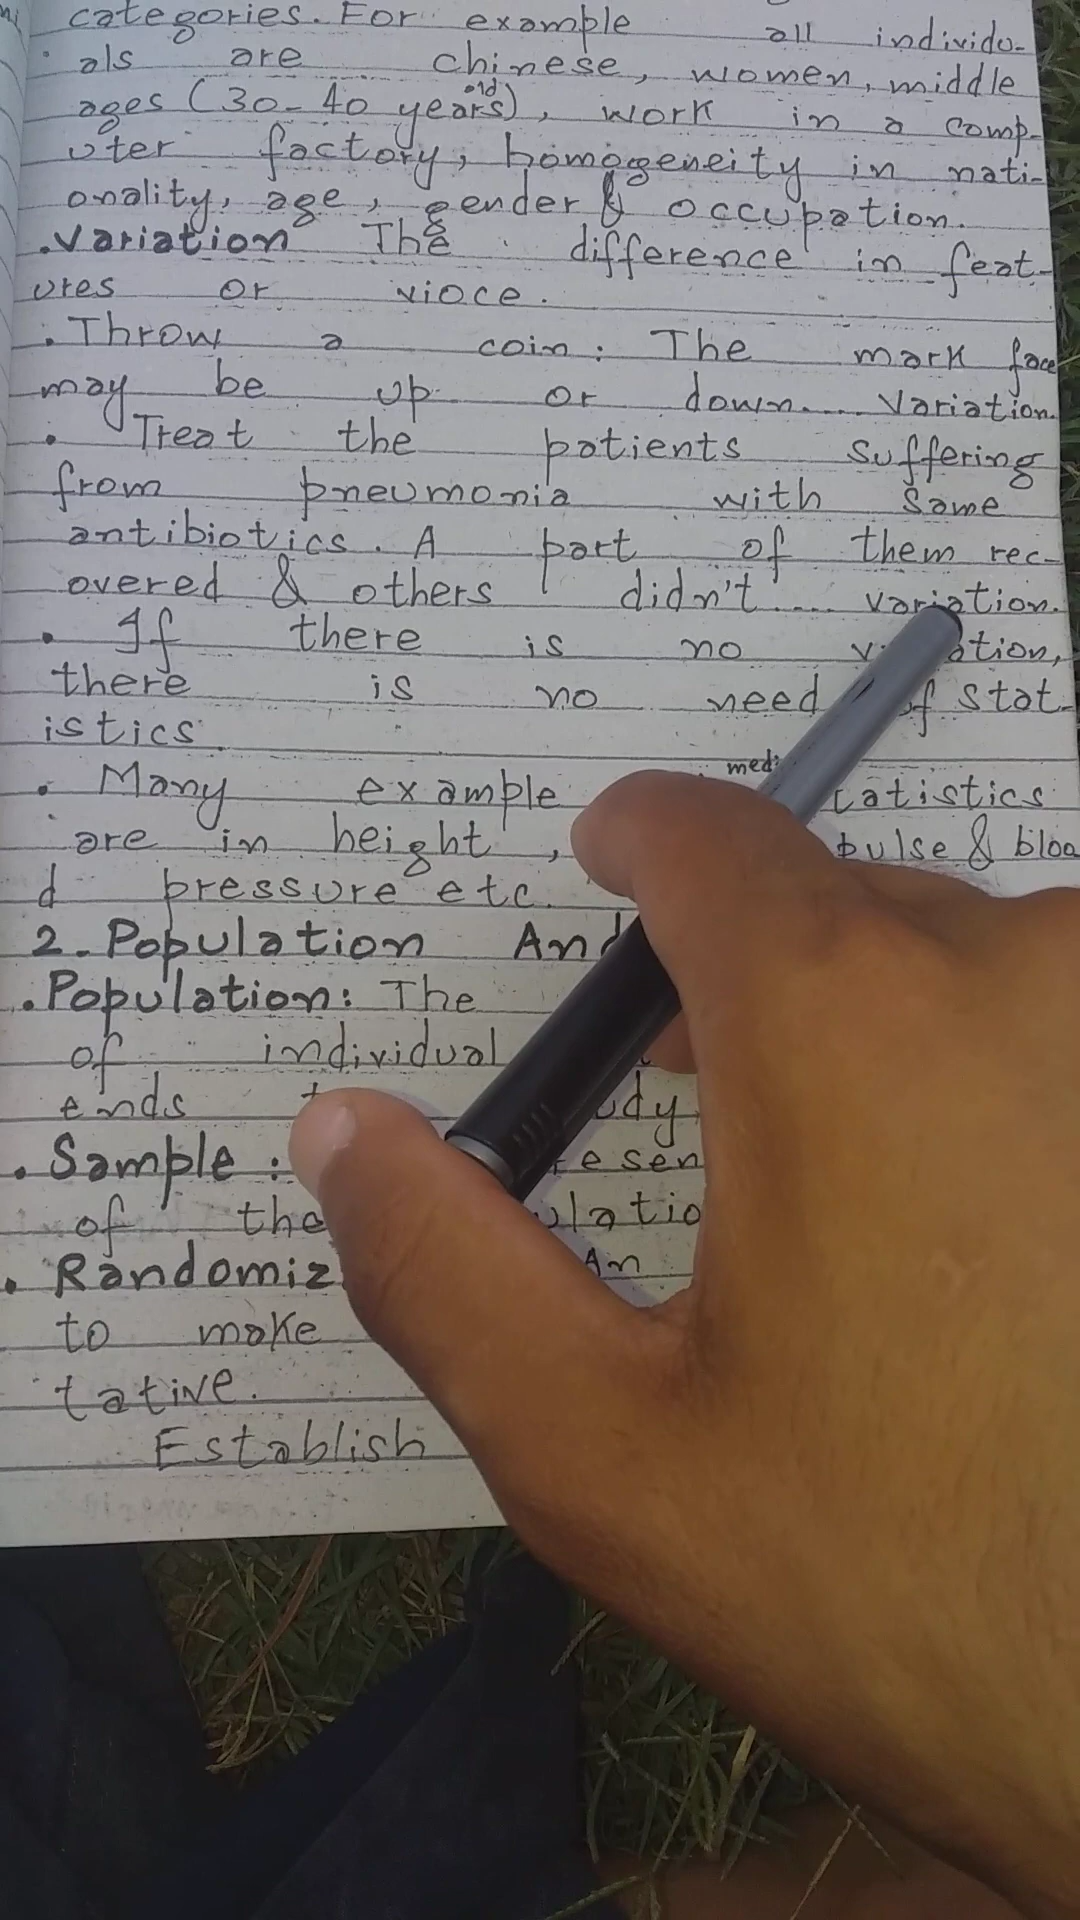 categories. For example all individu-
als are chinese, women, middle
ages (30-40 years old), work in a comp-
uter factory, homogeneity in nati-
onality, age, gender & occupation.
.Variation The difference in feat-
ures or vioce.
. Throw a coin: The mark face
may be up or down.... Variation.
. Treat the patients suffering
from pneumonia with same
antibiotics. A part of them rec-
overed & others didn't .... variation.
. If there is no
there is no need of stat-
istics
. Many example
are in height, pulse & bloo
d pressure etc.
2. Population And
. Population: The
of individual
ends
. Sample :
of the
.
to make
tative.
Establish